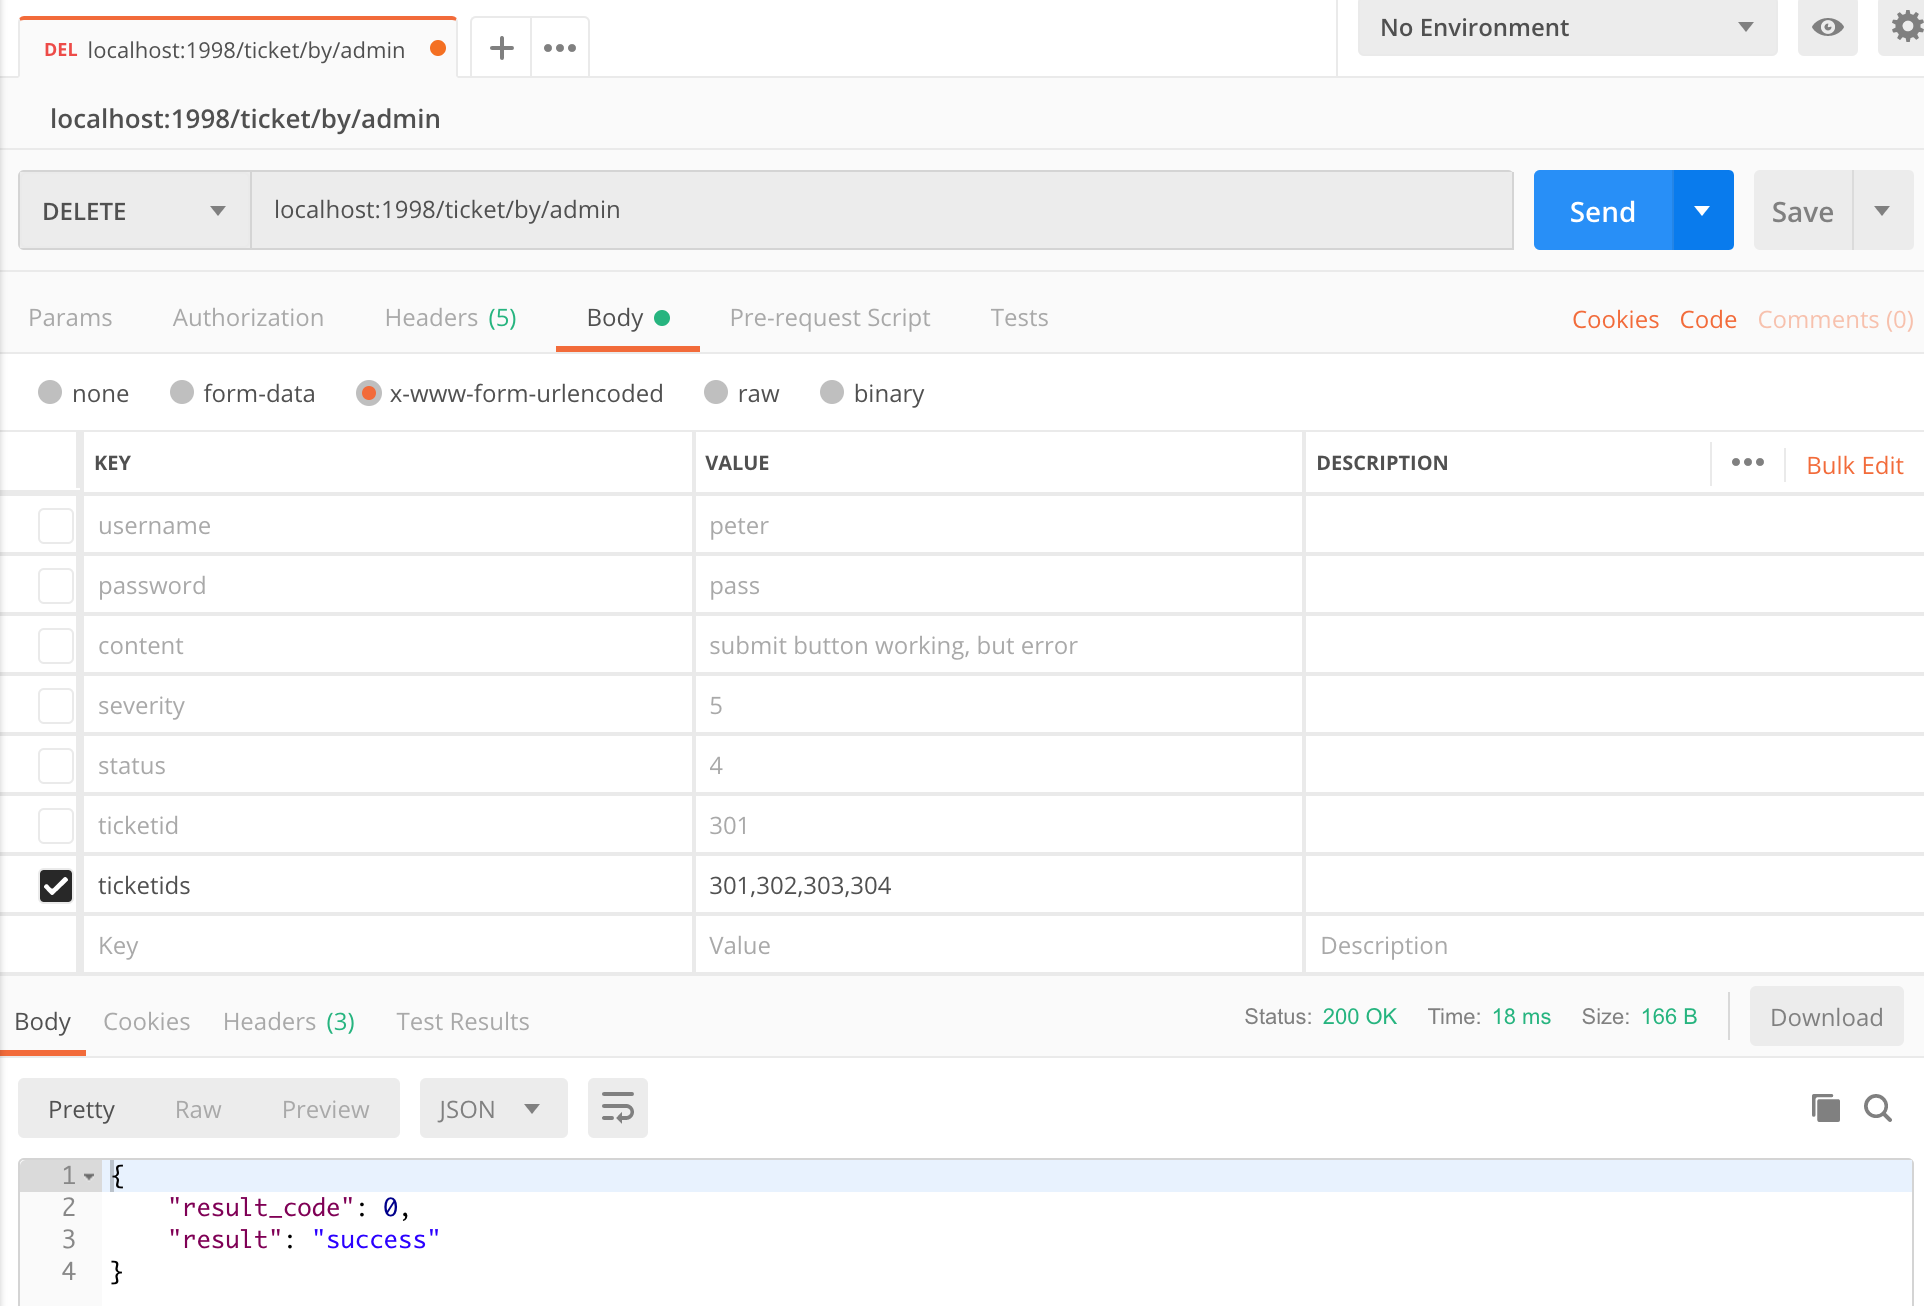 DEL localhost:1998/ticket/by/admin
No Environment
localhost:1998/ticket/by/admin
DELETE localhost:1998/ticket/by/admin Send Save
Params Authorization Headers (5) Body Pre-request Script Tests Cookies Code Comments (0)
none form-data x-www-form-urlencoded raw binary
KEY VALUE DESCRIPTION Bulk Edit
username peter
password pass
content submit button working, but error
severity 5
status 4
ticketid 301
ticketids 301,302,303,304
Key Value Description
Body Cookies Headers (3) Test Results Status: 200 OK Time: 18 ms Size: 166 B Download
Pretty Raw Preview JSON
1 {
2 "result_code": 0,
3 "result": "success"
4 }